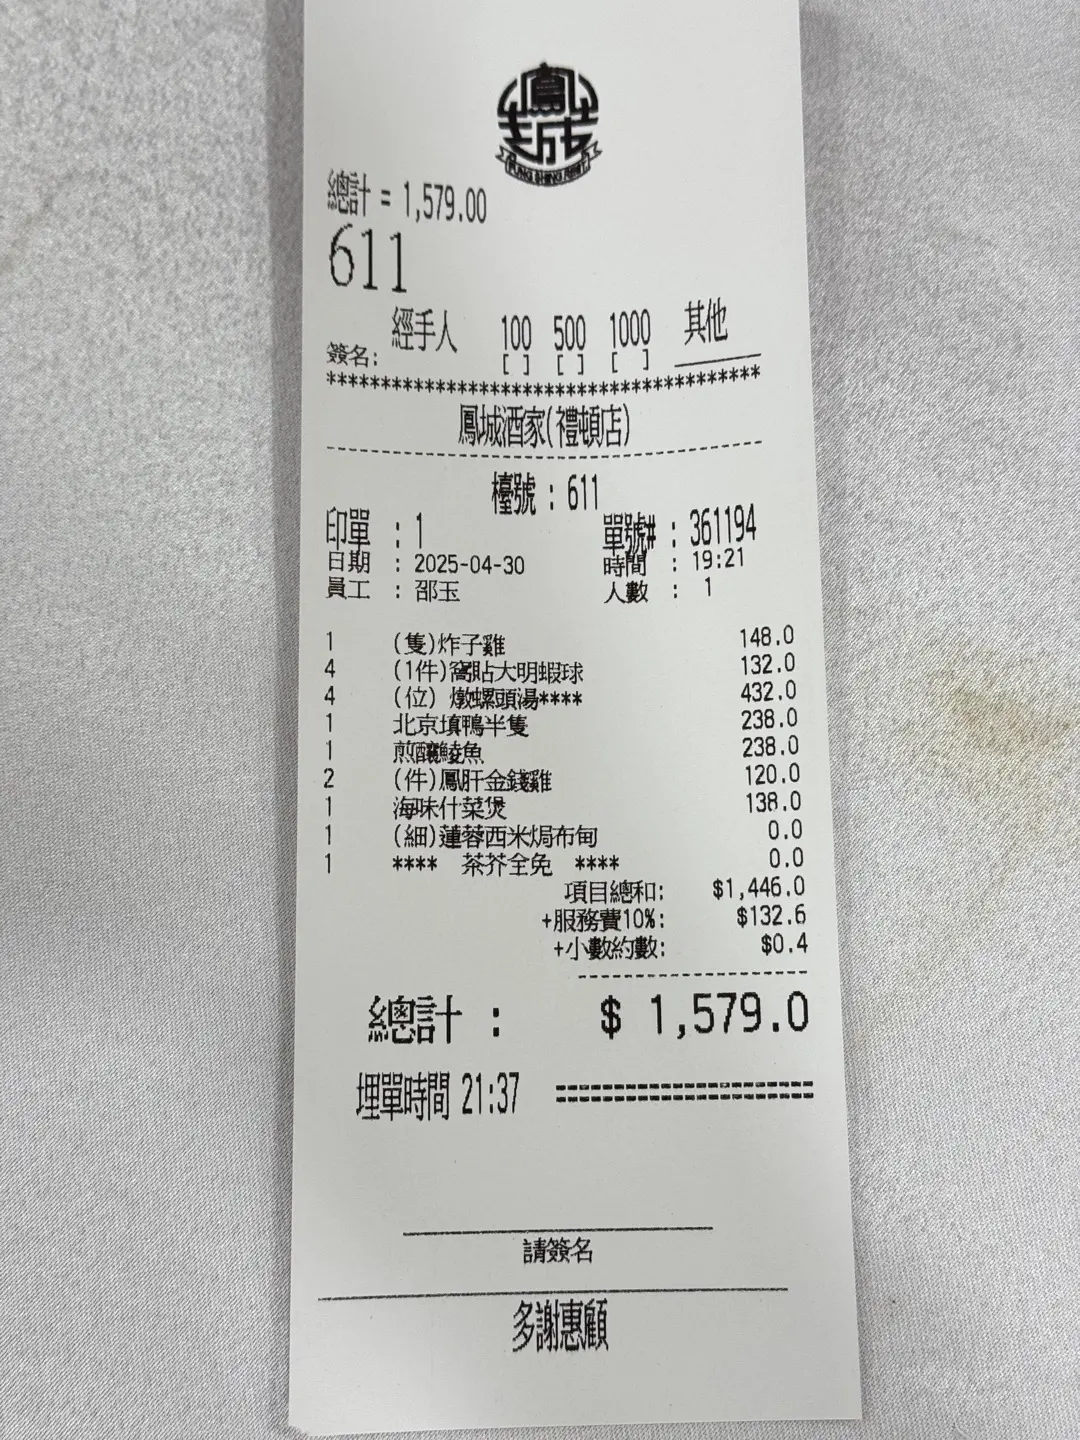 鳳城
FUNG SHING REST.
總計 = 1,579.00
611
經手人 100 500 1000 其他
簽名: [ ] [ ] [ ]
****************************************
鳳城酒家(禮頓店)
檯號 : 611
印單 : 1 單號# : 361194
日期 : 2025-04-30 時間 : 19:21
員工 : 邵玉 人數 : 1
1 (隻)炸子雞 148.0
4 (1件)窩貼大明蝦球 132.0
4 (位) 燉螺頭湯**** 432.0
1 北京填鴨半隻 238.0
1 煎釀鯪魚 238.0
2 (件)鳳肝金錢雞 120.0
1 海味什菜煲 138.0
1 (細)蓮蓉西米焗布甸 0.0
1 **** 茶芥全免 **** 0.0
項目總和: $1,446.0
+服務費10%: $132.6
+小數約數: $0.4
總計 : $ 1,579.0
埋單時間 21:37 ======================
請簽名
多謝惠顧